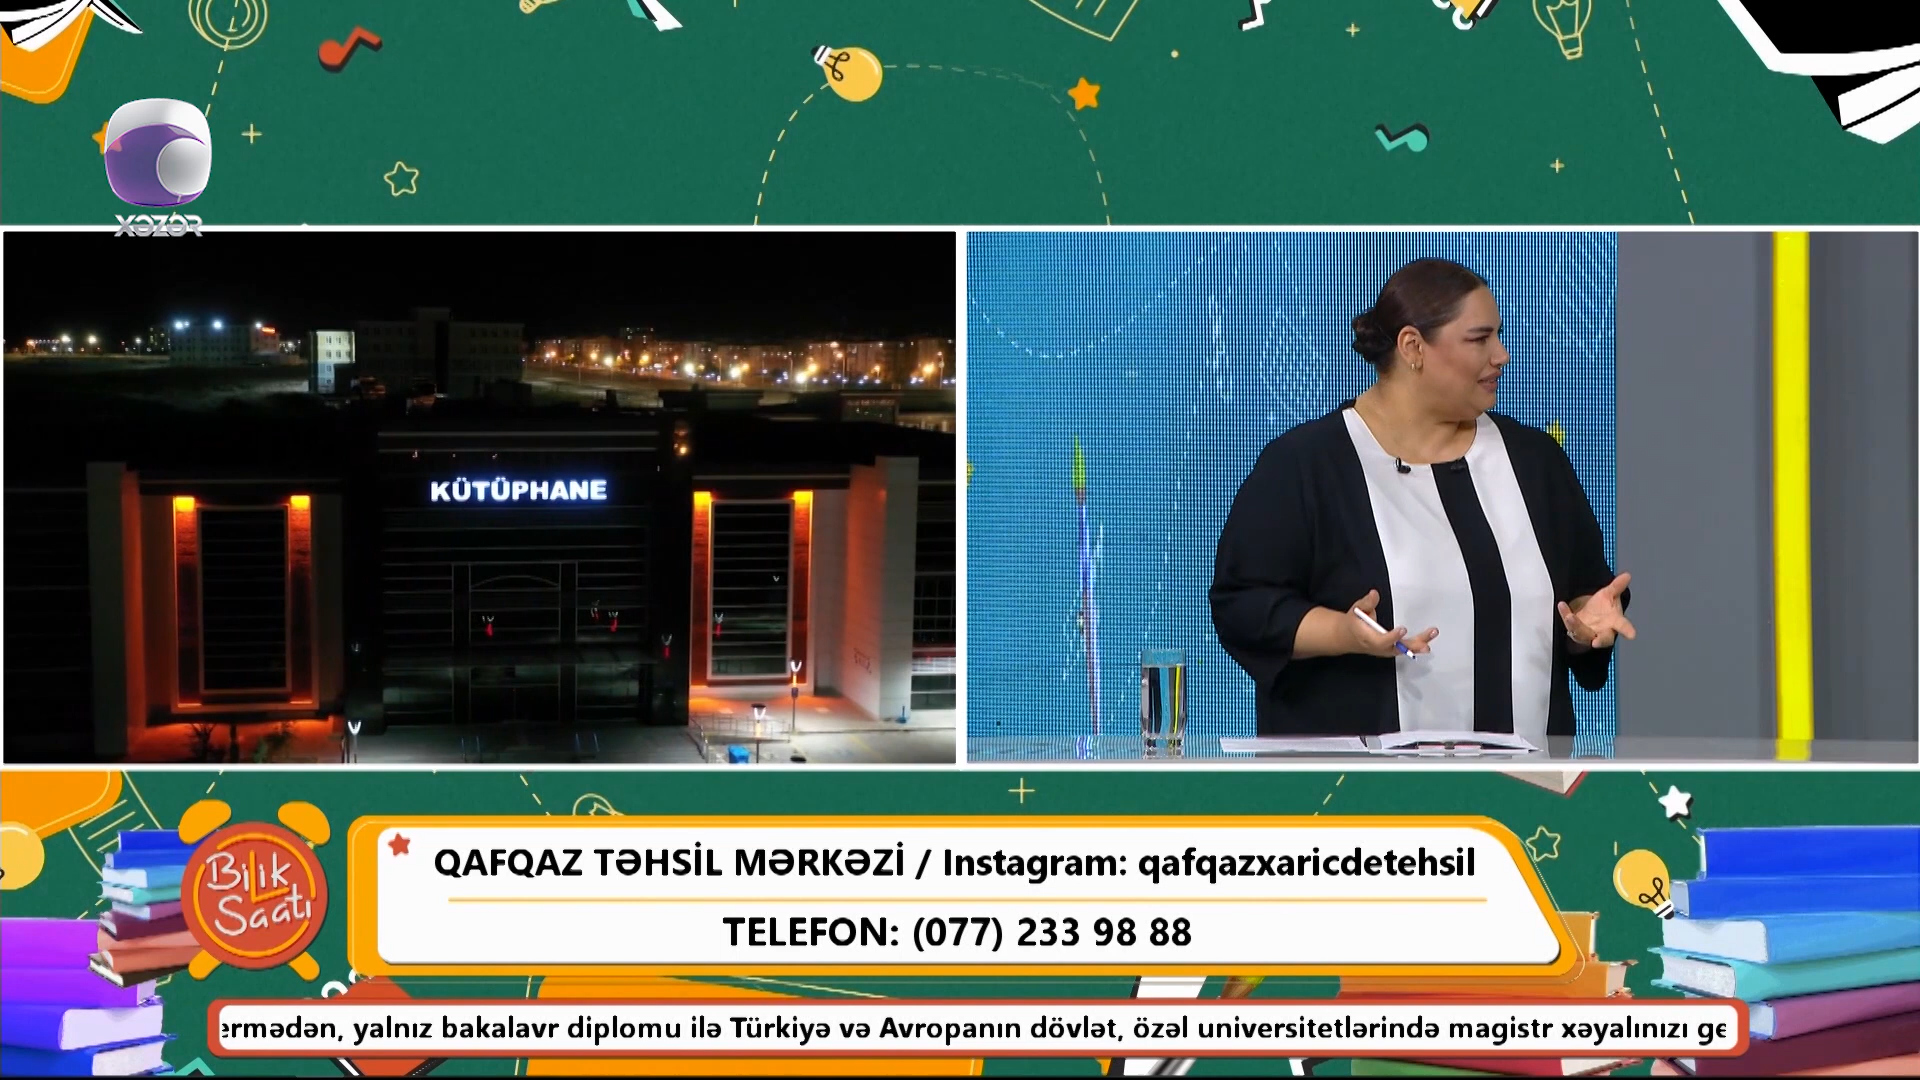 XƏZƏR
KÜTÜPHANE
Bilik
Saatı
QAFQAZ TƏHSİL MƏRKƏZİ / Instagram: qafqazxaricdetehsil
TELEFON: (077) 233 98 88
ermədən, yalnız bakalavr diplomu ilə Türkiyə və Avropanın dövlət, özəl universitetlərində magistr xəyalınızı ge